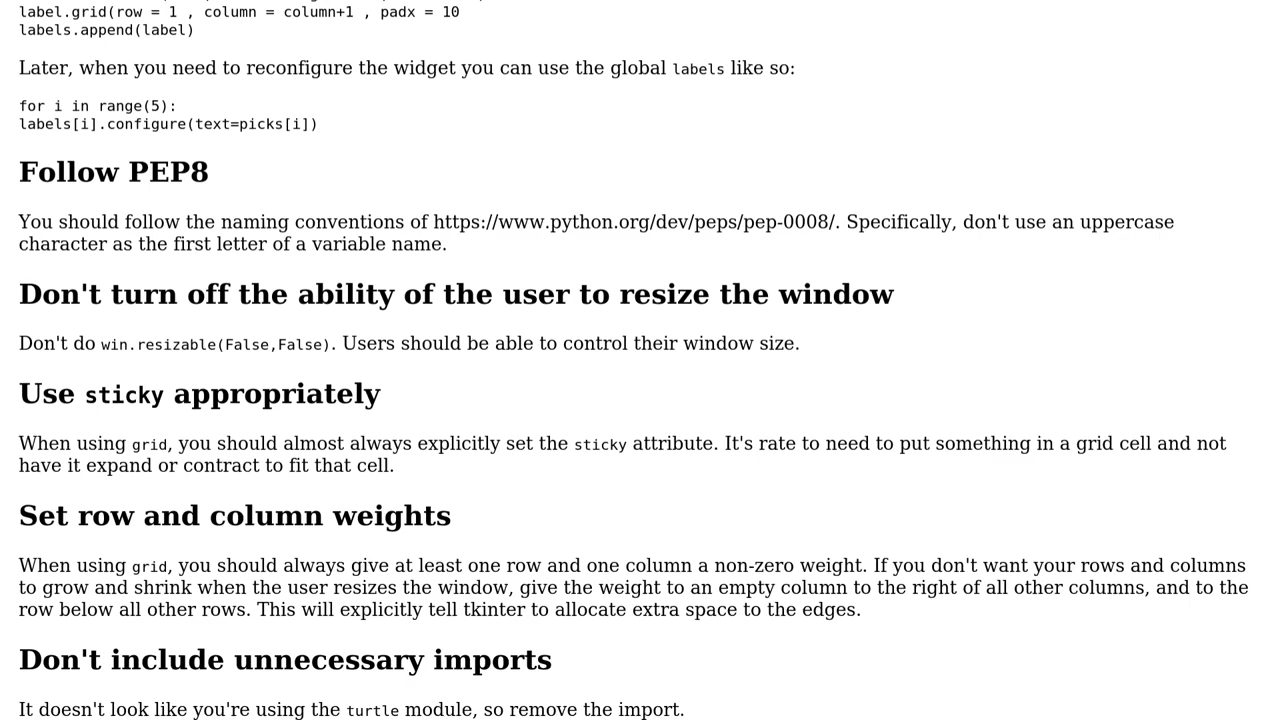 label.grid(row = 1 , column = column+1 , padx = 10
labels.append(label)
Later, when you need to reconfigure the widget you can use the global labels like so:
for i in range(5):
labels[i].configure(text=picks[i])
Follow PEP8
You should follow the naming conventions of https://www.python.org/dev/peps/pep-0008/. Specifically, don't use an uppercase
character as the first letter of a variable name.
Don't turn off the ability of the user to resize the window
Don't do win.resizable(False,False). Users should be able to control their window size.
Use sticky appropriately
When using grid, you should almost always explicitly set the sticky attribute. It's rate to need to put something in a grid cell and not
have it expand or contract to fit that cell.
Set row and column weights
When using grid, you should always give at least one row and one column a non-zero weight. If you don't want your rows and columns
to grow and shrink when the user resizes the window, give the weight to an empty column to the right of all other columns, and to the
row below all other rows. This will explicitly tell tkinter to allocate extra space to the edges.
Don't include unnecessary imports
It doesn't look like you're using the turtle module, so remove the import.